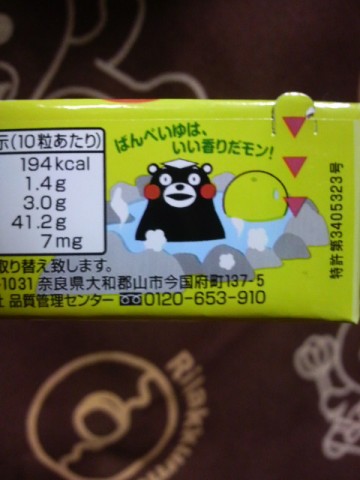 示(10粒あたり)
194kcal
1.4g
3.0g
41.2g
7mg
ばんぺいゆは、
いい香りだモン!
取り替え致します。
-1031 奈良県大和郡山市今国府町137-5
社 品質管理センター 0120-653-910
特許第3405323号
Rilakkuma